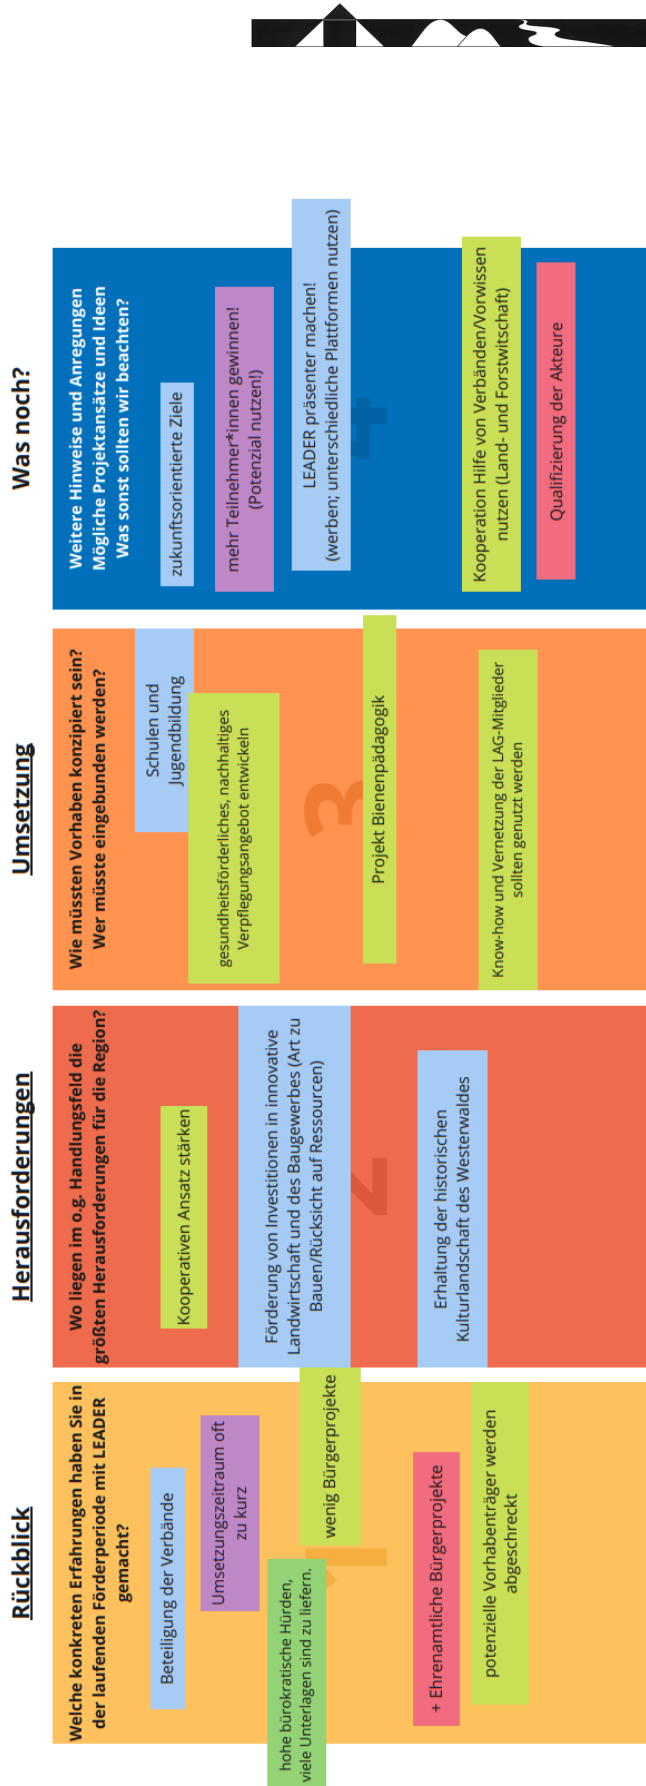 Rückblick
Welche konkreten Erfahrungen haben Sie in
der laufenden Förderperiode mit LEADER
gemacht?
Beteiligung der Verbände
Umsetzungszeitraum oft
zu kurz
hohe bürokratische Hürden,
viele Unterlagen sind zu liefern.
wenig Bürgerprojekte
1
+ Ehrenamtliche Bürgerprojekte
potenzielle Vorhabenträger werden
abgeschreckt
Herausforderungen
Wo liegen im o.g. Handlungsfeld die
größten Herausforderungen für die Region?
Kooperativen Ansatz stärken
Förderung von Investitionen in innovative
Landwirtschaft und des Baugewerbes (Art zu
Bauen/Rücksicht auf Ressourcen)
2
Erhaltung der historischen
Kulturlandschaft des Westerwaldes
Umsetzung
Wie müssten Vorhaben konzipiert sein?
Wer müsste eingebunden werden?
Schulen und
Jugendbildung
gesundheitsförderliches, nachhaltiges
Verpflegungsangebot entwickeln
3
Projekt Bienenpädagogik
Know-how und Vernetzung der LAG-Mitglieder
sollten genutzt werden
Was noch?
Weitere Hinweise und Anregungen
Mögliche Projektansätze und Ideen
Was sonst sollten wir beachten?
zukunftsorientierte Ziele
mehr Teilnehmer*innen gewinnen!
(Potenzial nutzen!)
LEADER präsenter machen!
(werben; unterschiedliche Plattformen nutzen)
4
Kooperation Hilfe von Verbänden/Vorwissen
nutzen (Land- und Forstwitschaft)
Qualifizierung der Akteure